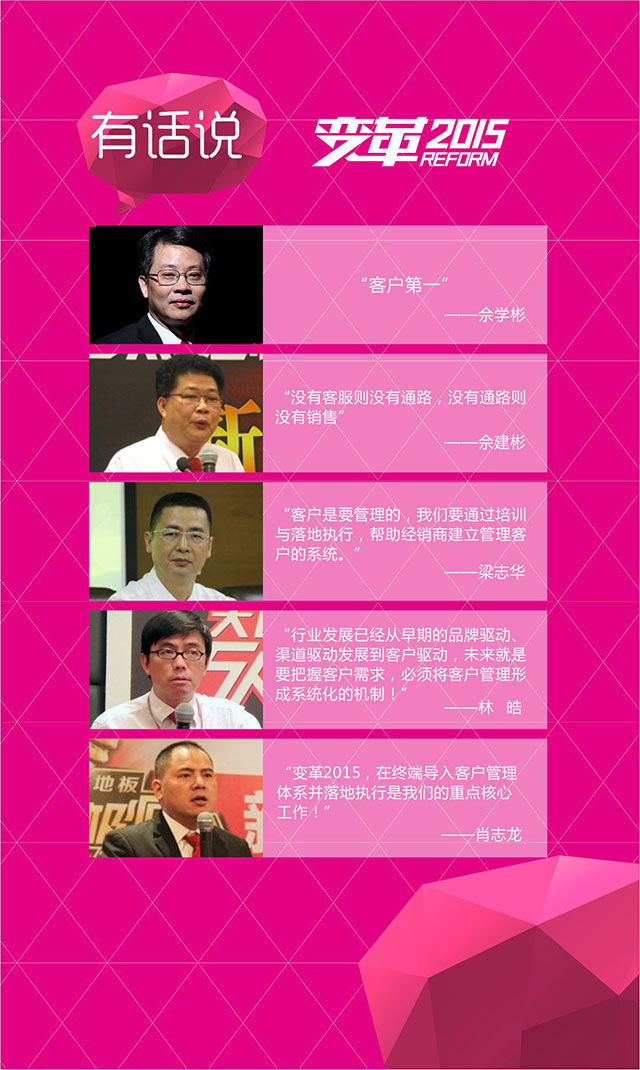 有话说
变革2015
REFORM
“客户第一”
——佘学彬
“没有客服则没有通路，没有通路则
没有销售”
——佘建彬
“客户是要管理的，我们要通过培训
与落地执行，帮助经销商建立管理客
户的系统。”
——梁志华
“行业发展已经从早期的品牌驱动、
渠道驱动发展到客户驱动，未来就是
要把握客户需求，必须将客户管理形
成系统化的机制！”
——林 皓
地板
“变革2015，在终端导入客户管理
体系并落地执行是我们的重点核心
工作！”
——肖志龙